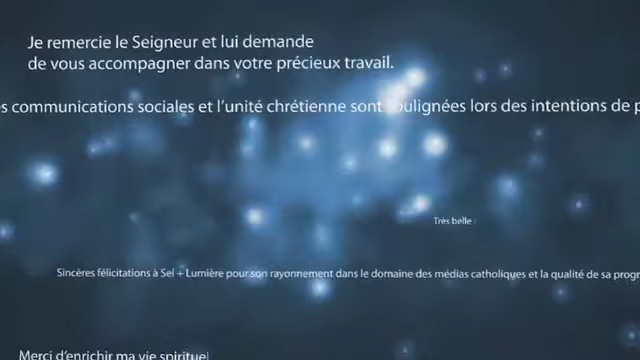 Je remercie le Seigneur et lui demande
de vous accompagner dans votre précieux travail.
communications sociales et l'unité chrétienne sont soulignées lors des intentions de
Très belle
Sincères félicitations à Sel + Lumière pour son rayonnement dans le domaine des médias catholiques et la qualité de sa
Merci d'enrichir ma vie spirituel